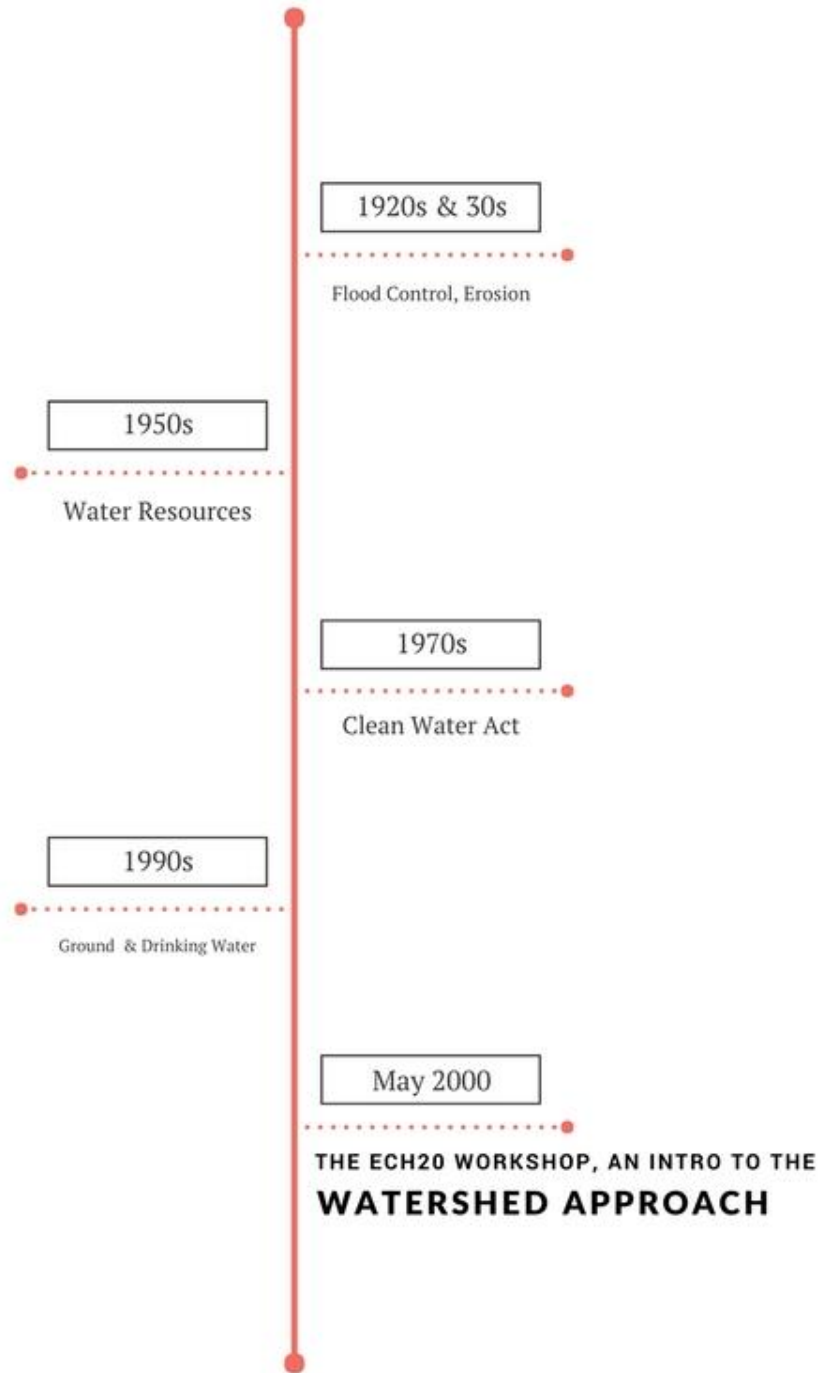 1920s & 30s
Flood Control, Erosion
1950s
Water Resources
1970s
Clean Water Act
1990s
Ground & Drinking Water
May 2000
THE ECH20 WORKSHOP, AN INTRO TO THE
WATERSHED APPROACH